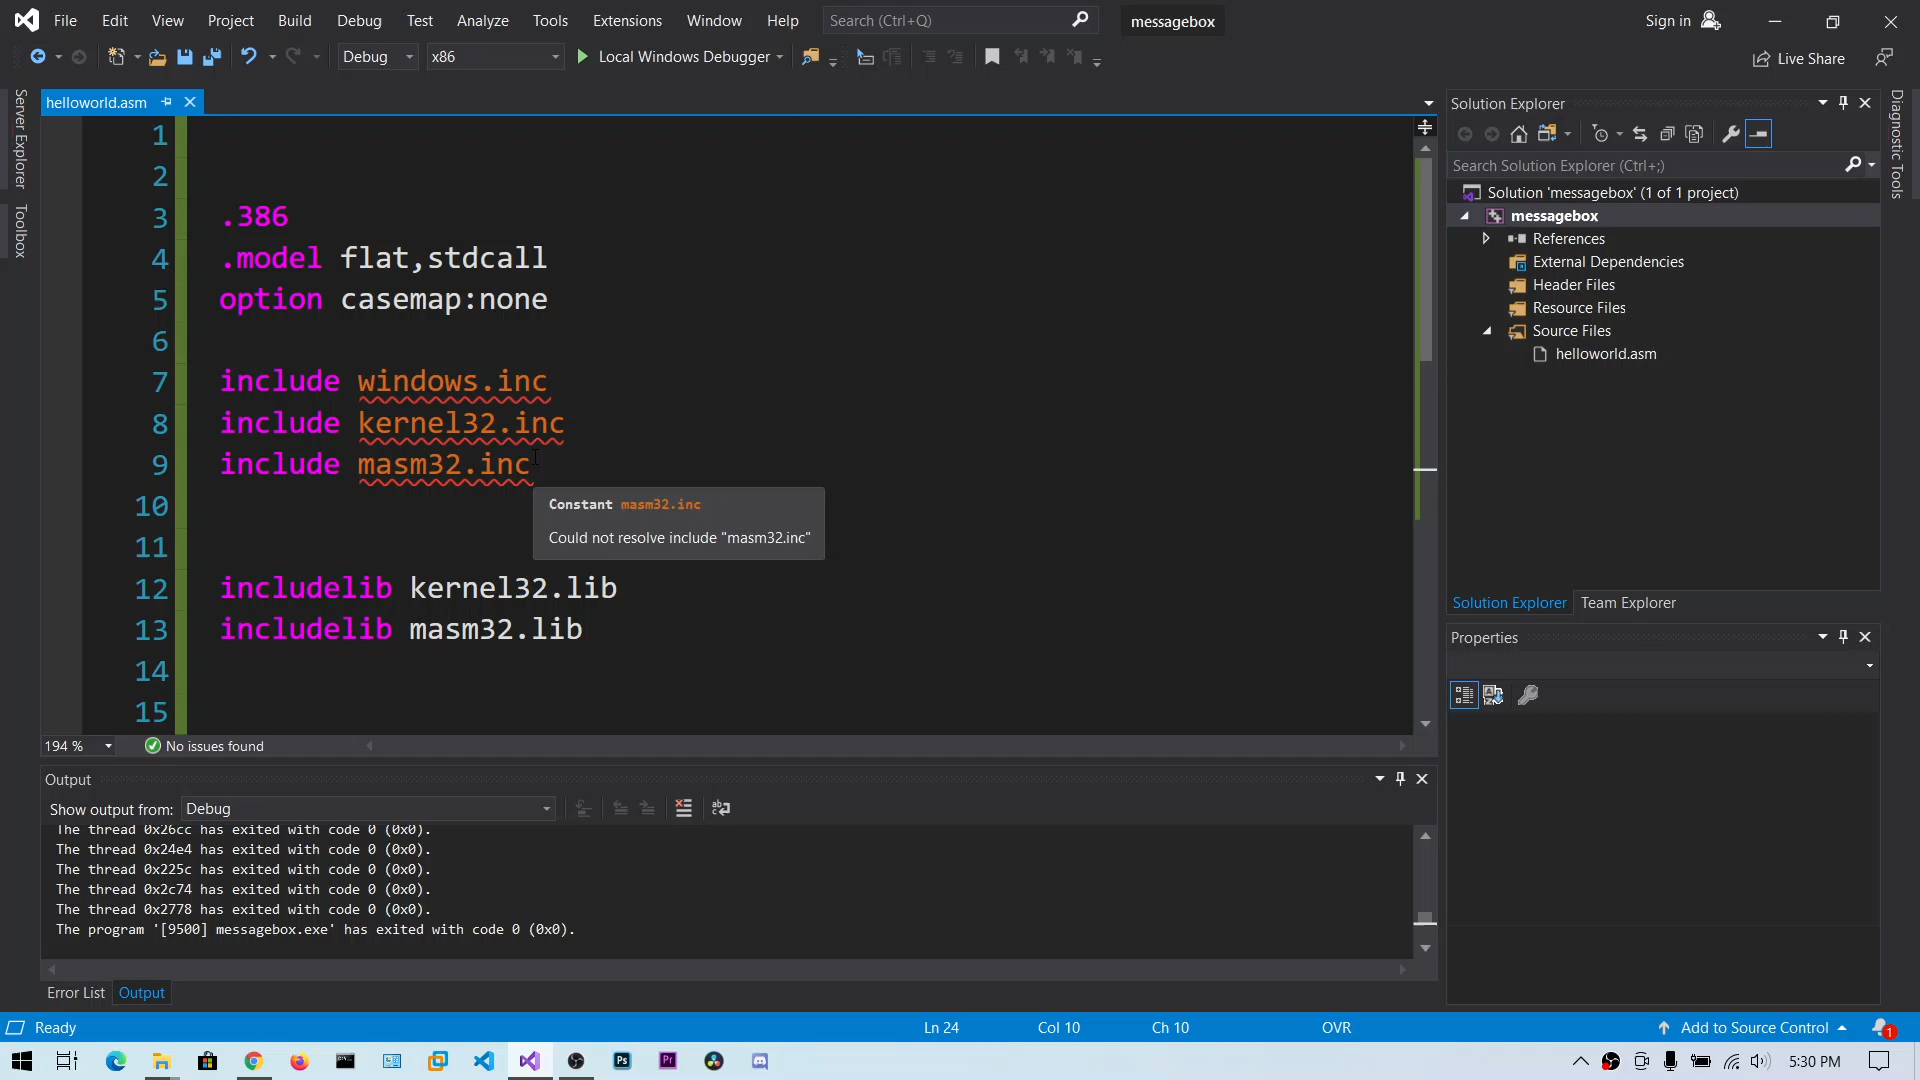 File Edit View Project Build Debug Test Analyze Tools Extensions Window Help Search (Ctrl+Q) messagebox Sign in
Debug x86 Local Windows Debugger Live Share
Server Explorer
Toolbox
helloworld.asm
1
2
3 .386
4 .model flat,stdcall
5 option casemap:none
6
7 include windows.inc
8 include kernel32.inc
9 include masm32.inc
10
11
12 includelib kernel32.lib
13 includelib masm32.lib
14
15
Constant masm32.inc
Could not resolve include "masm32.inc"
194 % No issues found
Output
Show output from: Debug
The thread 0x26cc has exited with code 0 (0x0).
The thread 0x24e4 has exited with code 0 (0x0).
The thread 0x225c has exited with code 0 (0x0).
The thread 0x2c74 has exited with code 0 (0x0).
The thread 0x2778 has exited with code 0 (0x0).
The program '[9500] messagebox.exe' has exited with code 0 (0x0).
Error List Output
Solution Explorer
Search Solution Explorer (Ctrl+;)
Solution 'messagebox' (1 of 1 project)
messagebox
References
External Dependencies
Header Files
Resource Files
Source Files
helloworld.asm
Solution Explorer Team Explorer
Properties
Diagnostic Tools
Ready Ln 24 Col 10 Ch 10 OVR Add to Source Control 1
Ps Pr 5:30 PM